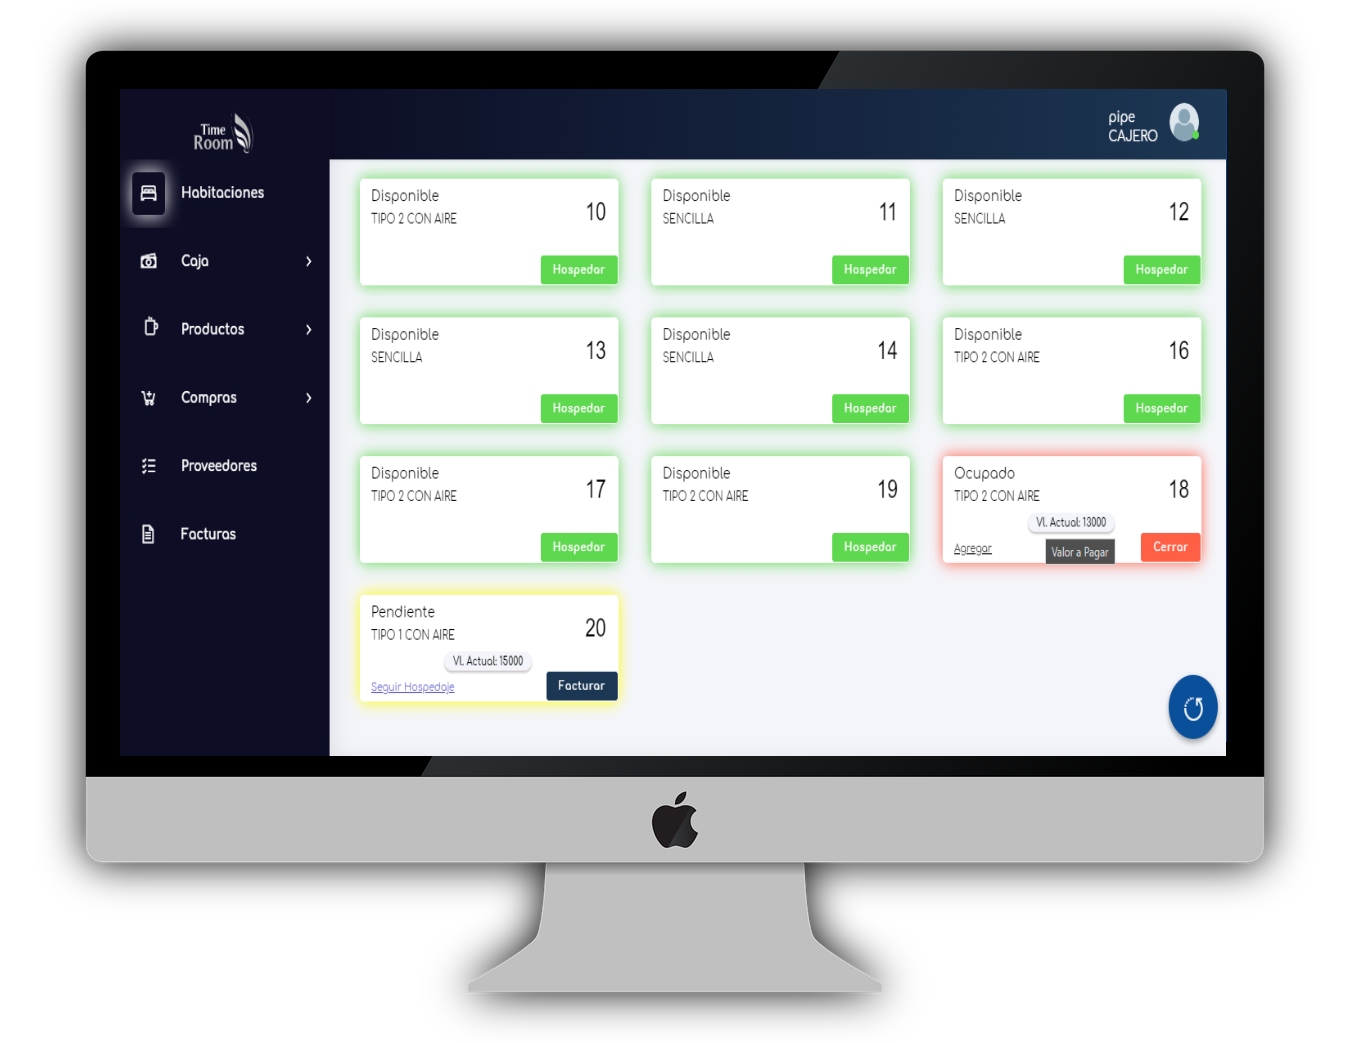 Time
Room
pipe
CAJERO
Habitaciones
Caja
Productos
Compras
Proveedores
Facturas
Disponible
TIPO 2 CON AIRE
10
Hospedar
Disponible
SENCILLA
11
Hospedar
Disponible
SENCILLA
12
Hospedar
Disponible
SENCILLA
13
Hospedar
Disponible
SENCILLA
14
Hospedar
Disponible
TIPO 2 CON AIRE
16
Hospedar
Disponible
TIPO 2 CON AIRE
17
Hospedar
Disponible
TIPO 2 CON AIRE
19
Hospedar
Ocupado
TIPO 2 CON AIRE
18
Vl. Actual: 13000
Agregar
Valor a Pagar
Cerrar
Pendiente
TIPO 1 CON AIRE
20
Vl. Actual: 15000
Seguir Hospedaje
Facturar